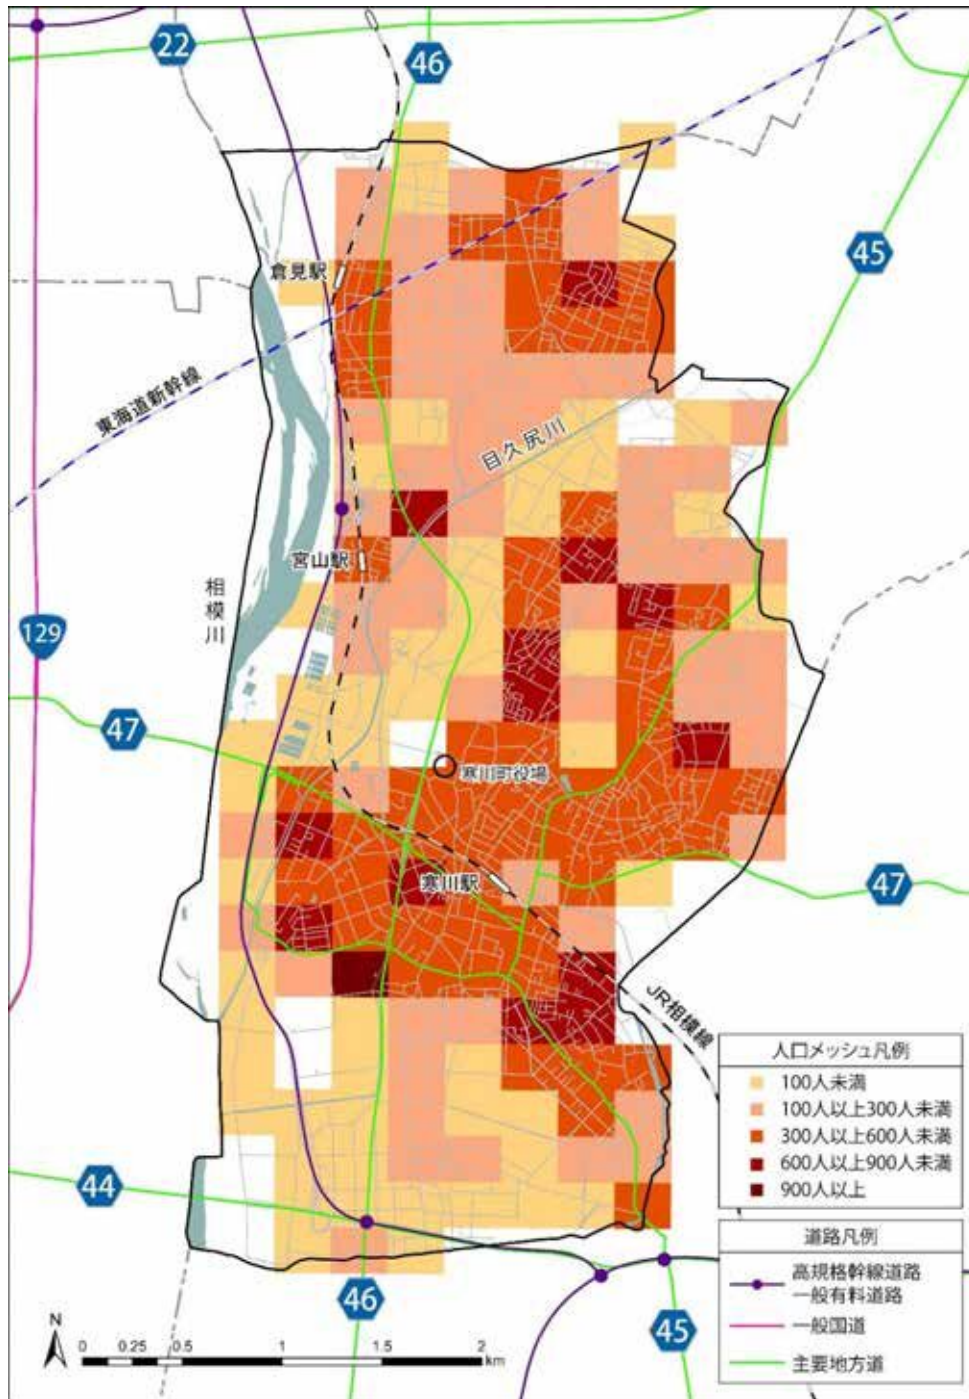 22
46
45
倉見駅
東海道新幹線
目久尻川
宮山駅
相模川
129
47
寒川町役場
寒川駅
47
JR相模線
人口メッシュ凡例
100人未満
100人以上300人未満
300人以上600人未満
600人以上900人未満
900人以上
44
道路凡例
高規格幹線道路
一般有料道路
一般国道
主要地方道
46
45
N
0 0.25 0.5 1 1.5 2
km